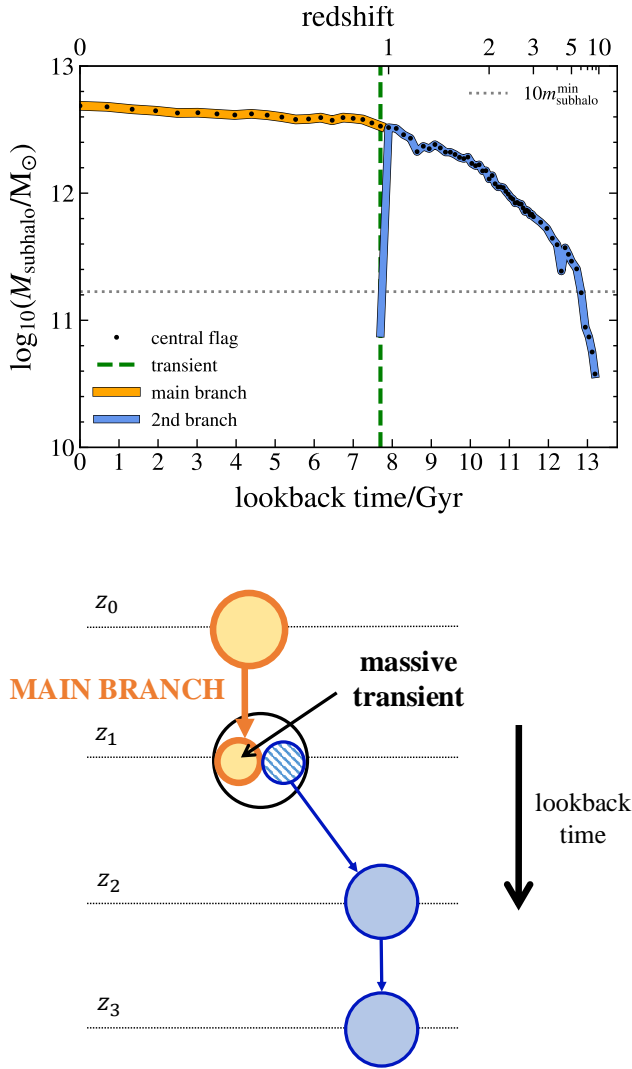 redshift
0 1 2 3 5 10
13
12
11
10
log₁₀(M_subhalo/M_⊙)
10m^min_subhalo
central flag
transient
main branch
2nd branch
0 1 2 3 4 5 6 7 8 9 10 11 12 13
lookback time/Gyr
z₀
MAIN BRANCH
massive
transient
z₁
lookback
time
z₂
z₃